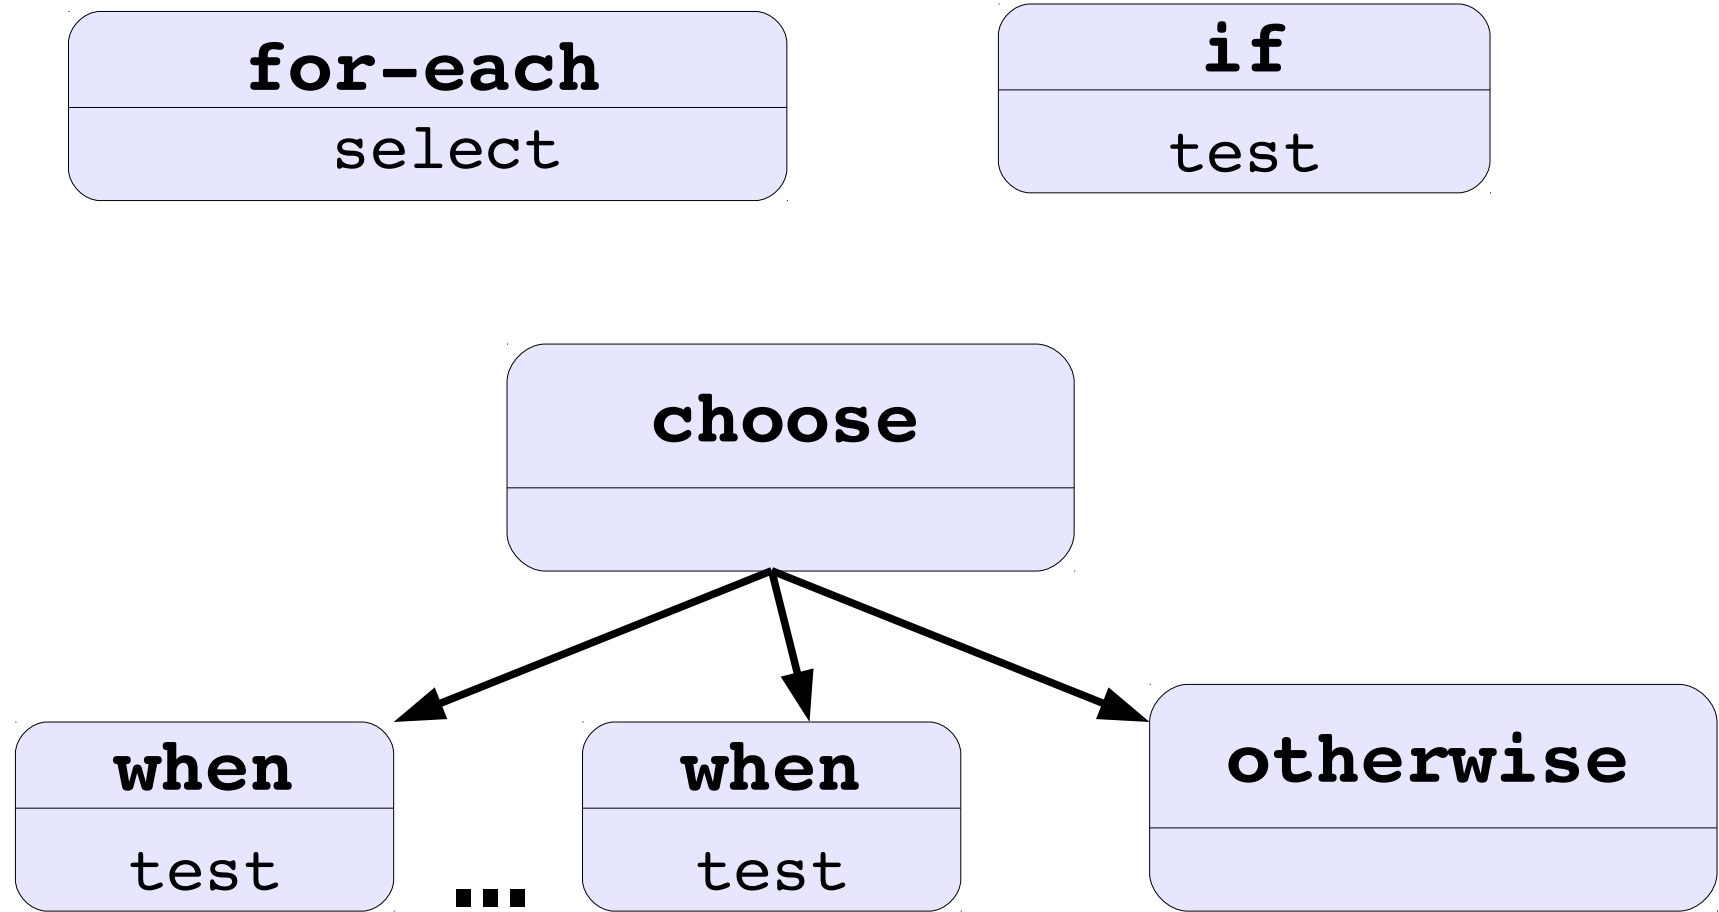 for-each
select
if
test
choose
when
test
...
when
test
otherwise